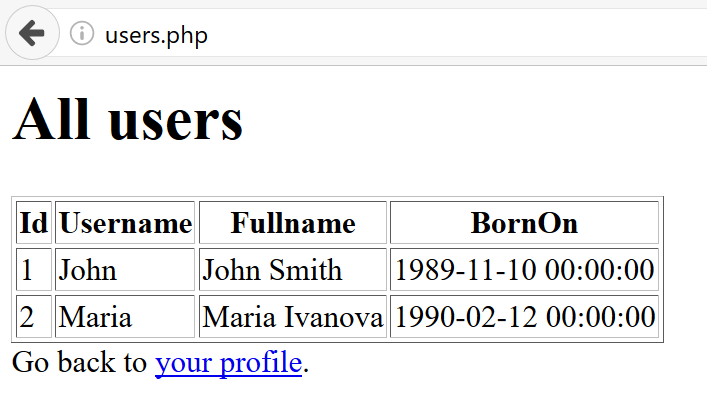 users.php
All users
Id Username Fullname BornOn
1 John John Smith 1989-11-10 00:00:00
2 Maria Maria Ivanova 1990-02-12 00:00:00
Go back to your profile.